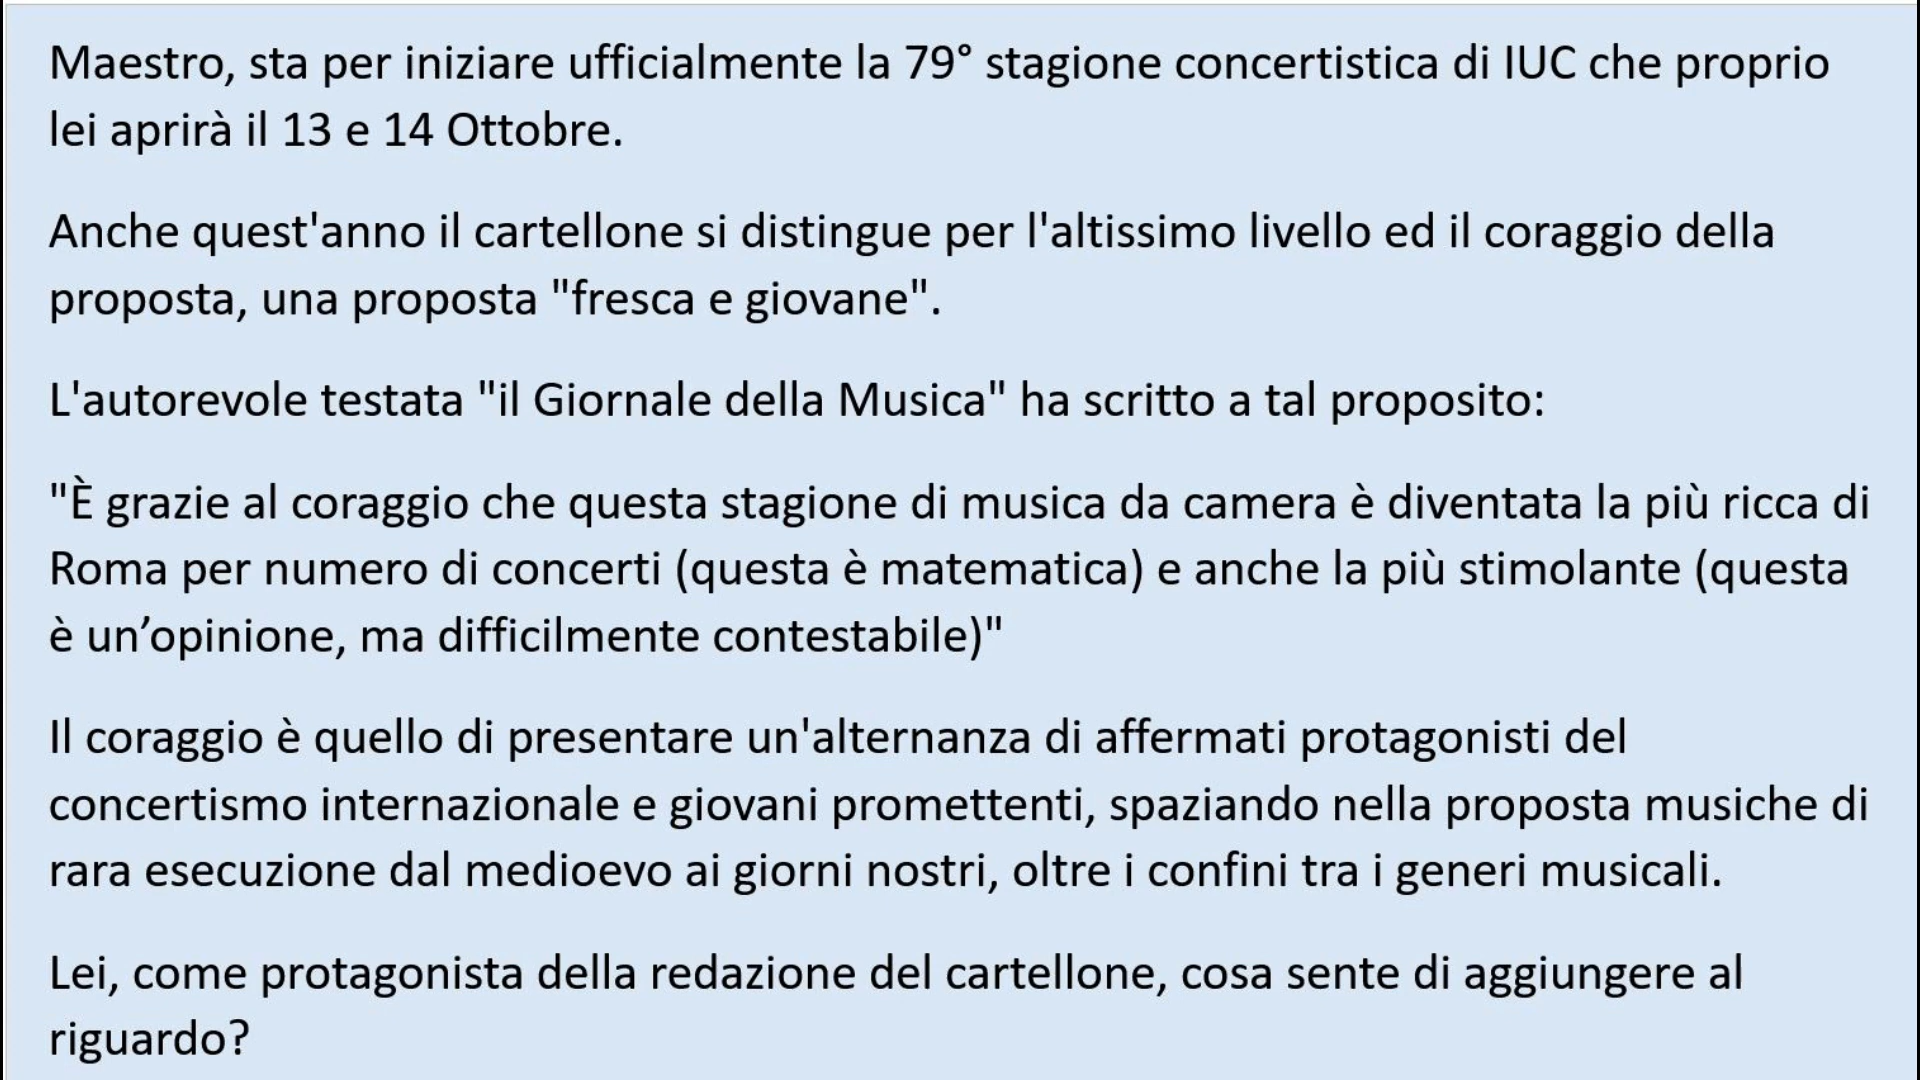 Maestro, sta per iniziare ufficialmente la 79° stagione concertistica di IUC che proprio
lei aprirà il 13 e 14 Ottobre.
Anche quest'anno il cartellone si distingue per l'altissimo livello ed il coraggio della
proposta, una proposta "fresca e giovane".
L'autorevole testata "il Giornale della Musica" ha scritto a tal proposito:
"È grazie al coraggio che questa stagione di musica da camera è diventata la più ricca di
Roma per numero di concerti (questa è matematica) e anche la più stimolante (questa
è un’opinione, ma difficilmente contestabile)"
Il coraggio è quello di presentare un'alternanza di affermati protagonisti del
concertismo internazionale e giovani promettenti, spaziando nella proposta musiche di
rara esecuzione dal medioevo ai giorni nostri, oltre i confini tra i generi musicali.
Lei, come protagonista della redazione del cartellone, cosa sente di aggiungere al
riguardo?